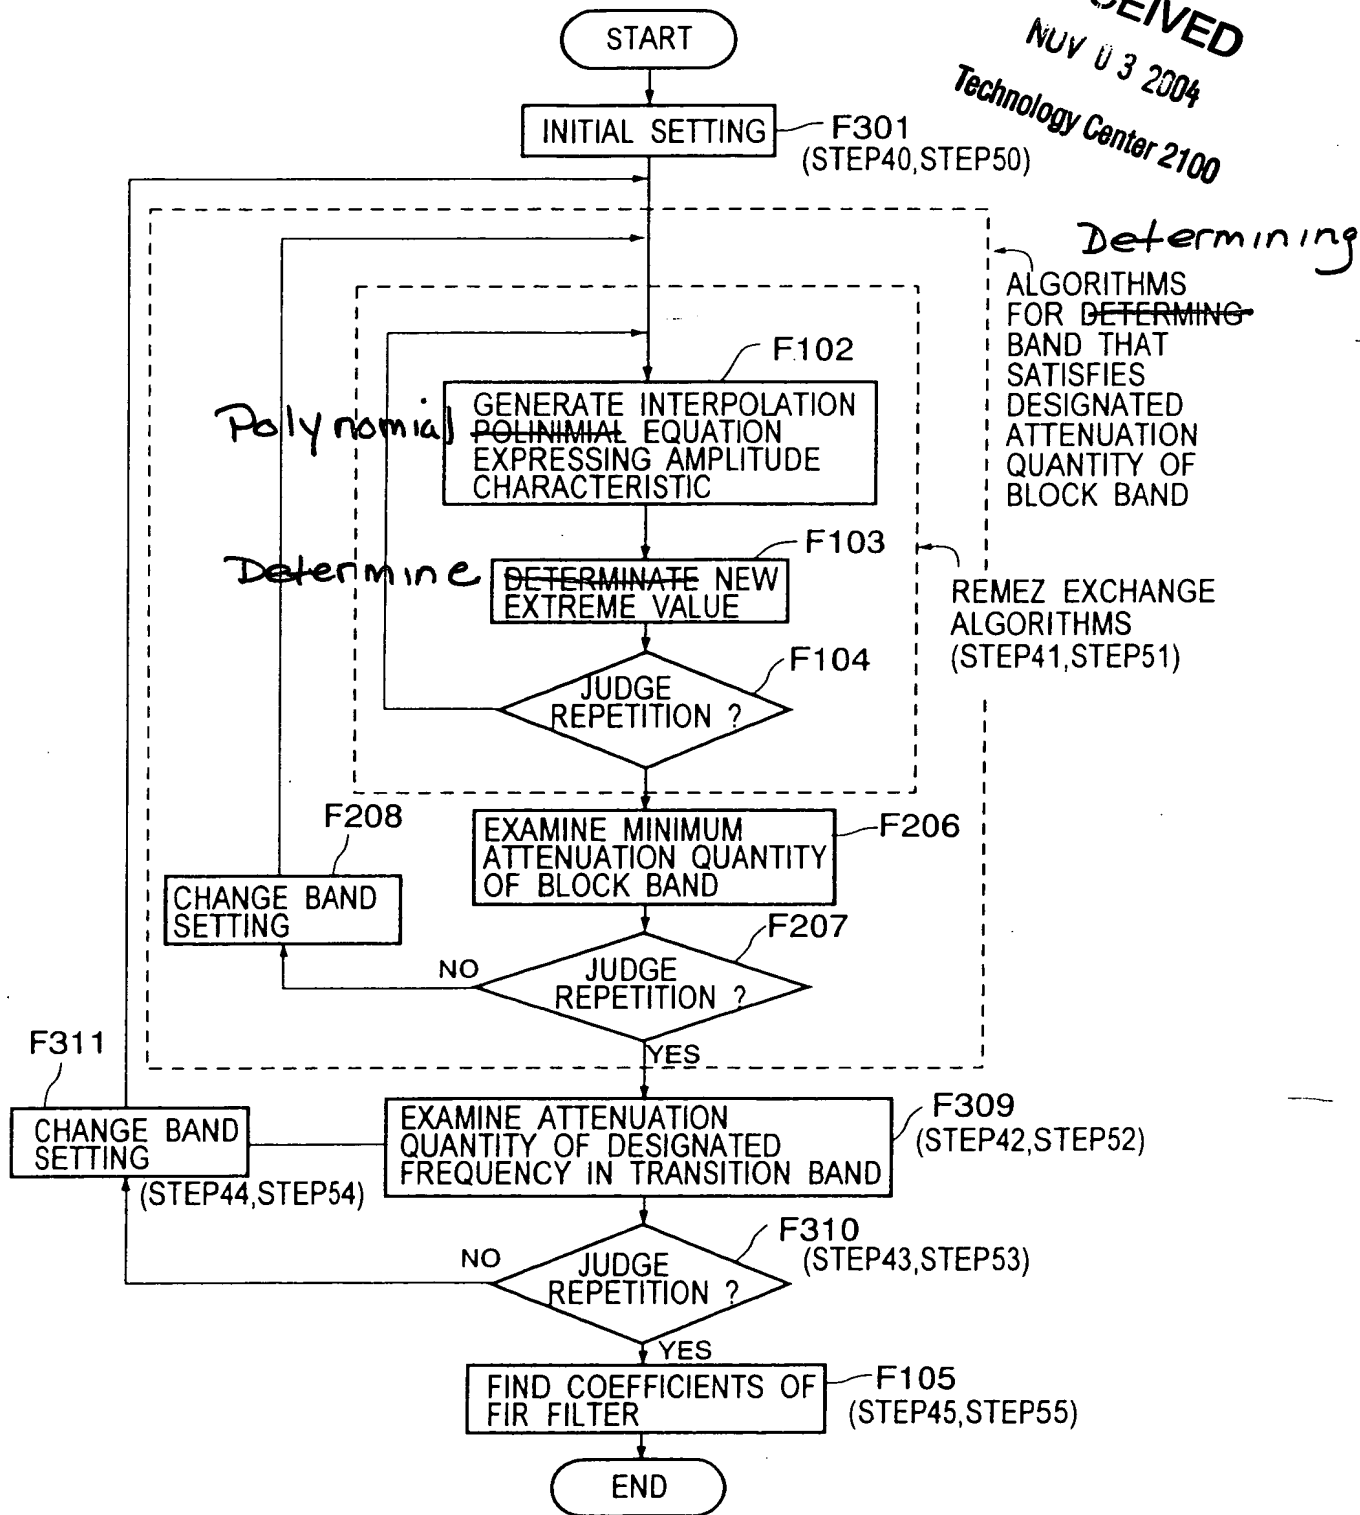 CEIVED
NOV 03 2004
Technology Center 2100
START
INITIAL SETTING
F301
(STEP40,STEP50)
Determining
ALGORITHMS
FOR DETERMING
BAND THAT
SATISFIES
DESIGNATED
ATTENUATION
QUANTITY OF
BLOCK BAND
F102
GENERATE INTERPOLATION
Polynomial POLINIMIAL EQUATION
EXPRESSING AMPLITUDE
CHARACTERISTIC
F103
Determine DETERMINATE NEW
EXTREME VALUE
REMEZ EXCHANGE
ALGORITHMS
(STEP41,STEP51)
F104
JUDGE
REPETITION ?
F206
EXAMINE MINIMUM
ATTENUATION QUANTITY
OF BLOCK BAND
F208
CHANGE BAND
SETTING
F207
NO
JUDGE
REPETITION ?
YES
F311
CHANGE BAND
SETTING
(STEP44,STEP54)
F309
(STEP42,STEP52)
EXAMINE ATTENUATION
QUANTITY OF DESIGNATED
FREQUENCY IN TRANSITION BAND
F310
(STEP43,STEP53)
NO
JUDGE
REPETITION ?
YES
FIND COEFFICIENTS OF
FIR FILTER
F105
(STEP45,STEP55)
END